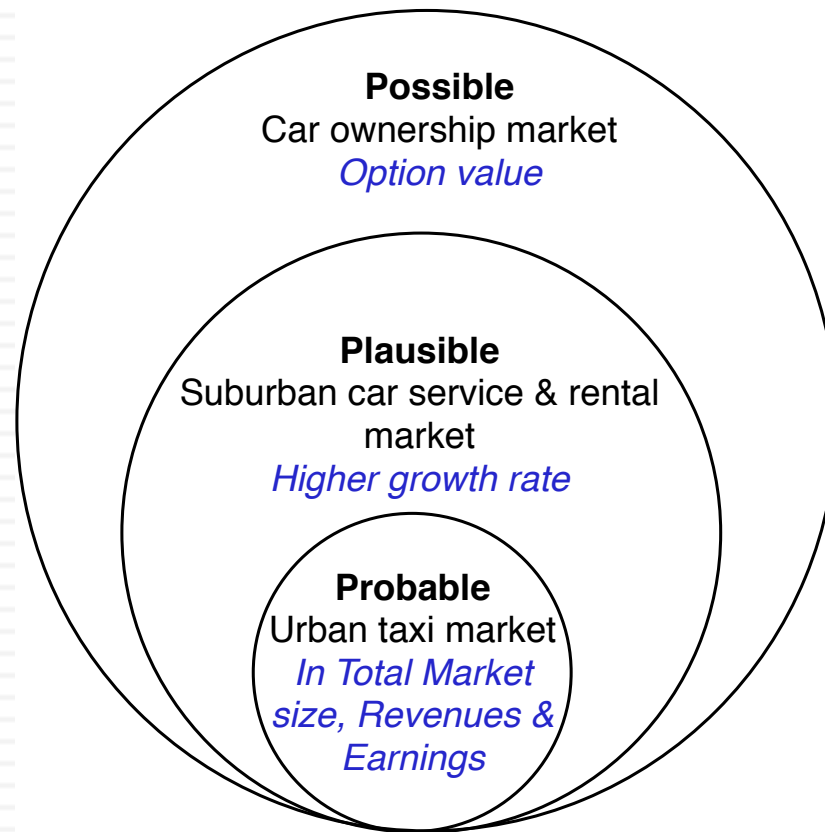 Possible
Car ownership market
Option value
Plausible
Suburban car service & rental
market
Higher growth rate
Probable
Urban taxi market
In Total Market
size, Revenues &
Earnings